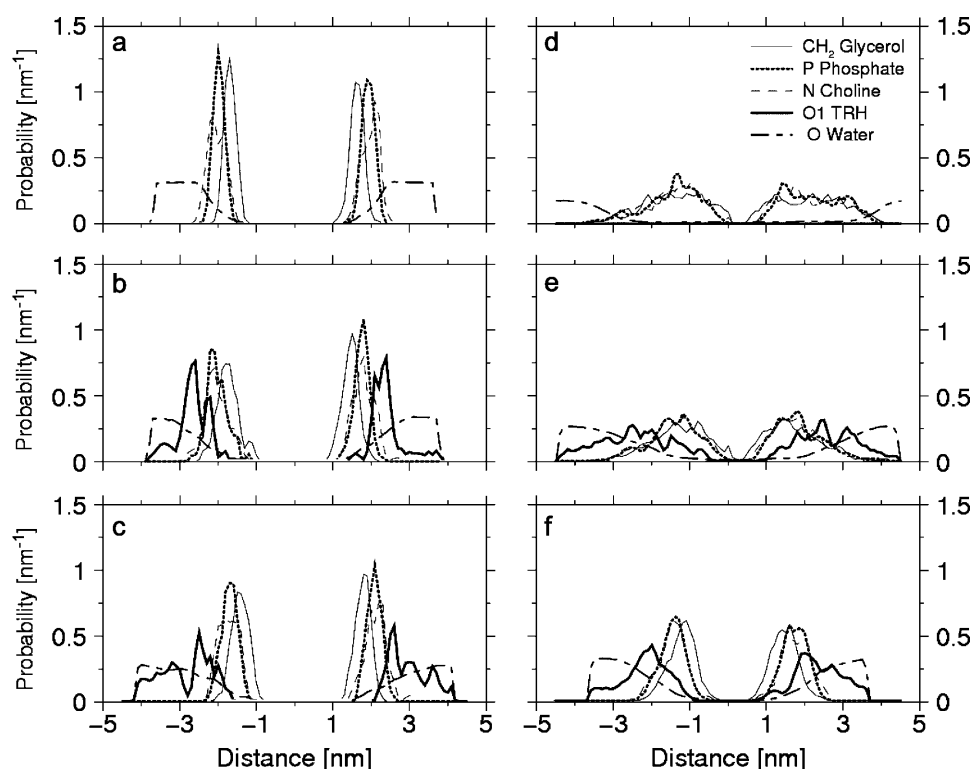 a
1.5
1
0.5
0
Probability [nm⁻¹]
d
1.5
1
0.5
0
CH₂ Glycerol
P Phosphate
N Choline
O1 TRH
O Water
b
1.5
1
0.5
0
Probability [nm⁻¹]
e
1.5
1
0.5
0
c
1.5
1
0.5
0
Probability [nm⁻¹]
f
1.5
1
0.5
0
−5 −3 −1 1 3 5
−5 −3 −1 1 3 5
Distance [nm]
Distance [nm]